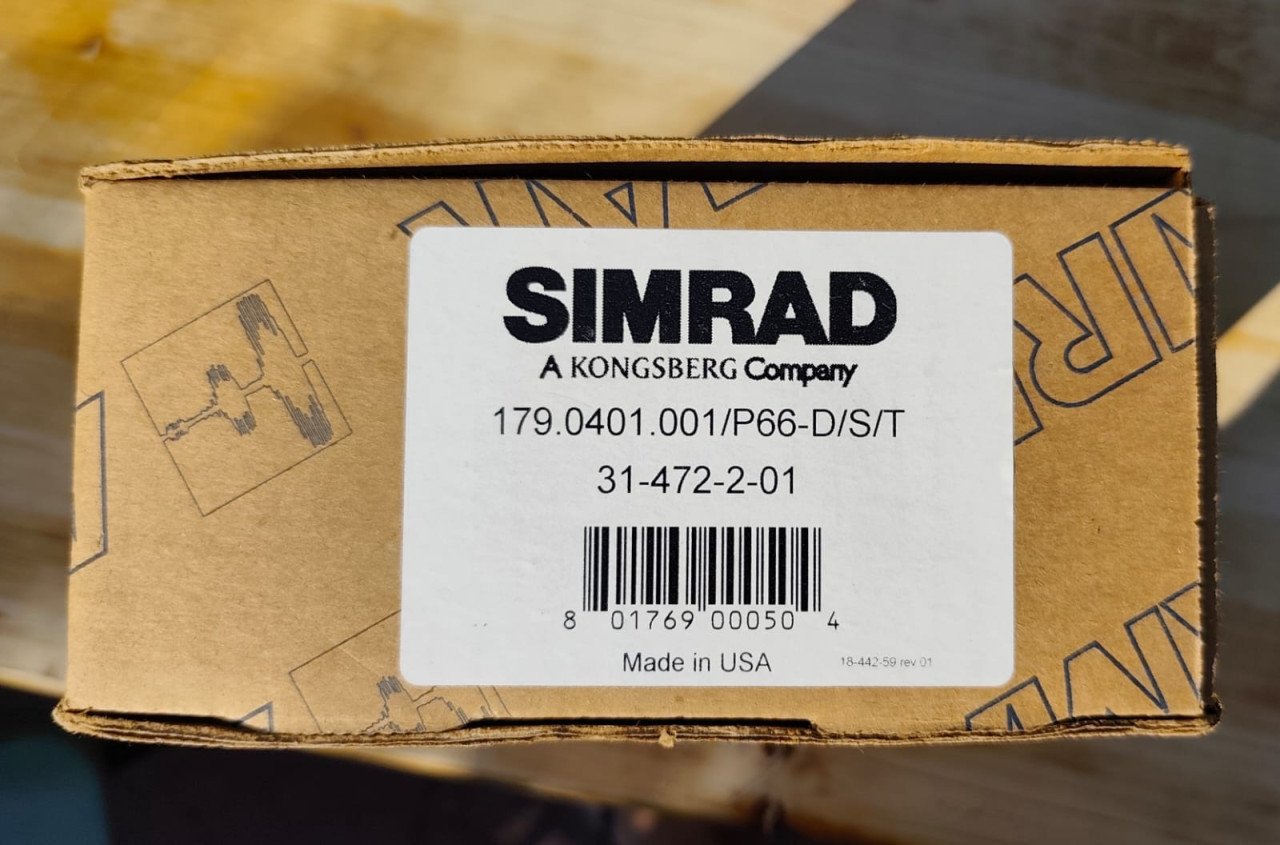 SIMRAD
A KONGSBERG Company
179.0401.001/P66-D/S/T
31-472-2-01
8 01769 00050 4
Made in USA
18-442-59 rev 01